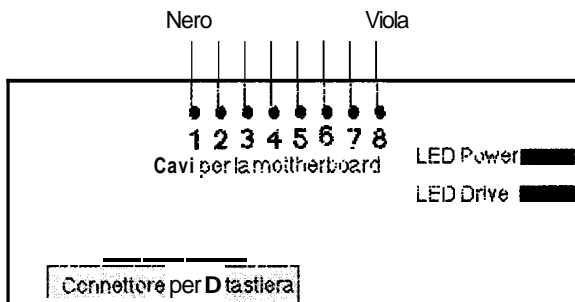 Nero Viola
1 2 3 4 5 6 7 8
Cavi per la moltherboard
LED Power
LED Drive
Connettore per D tastiera